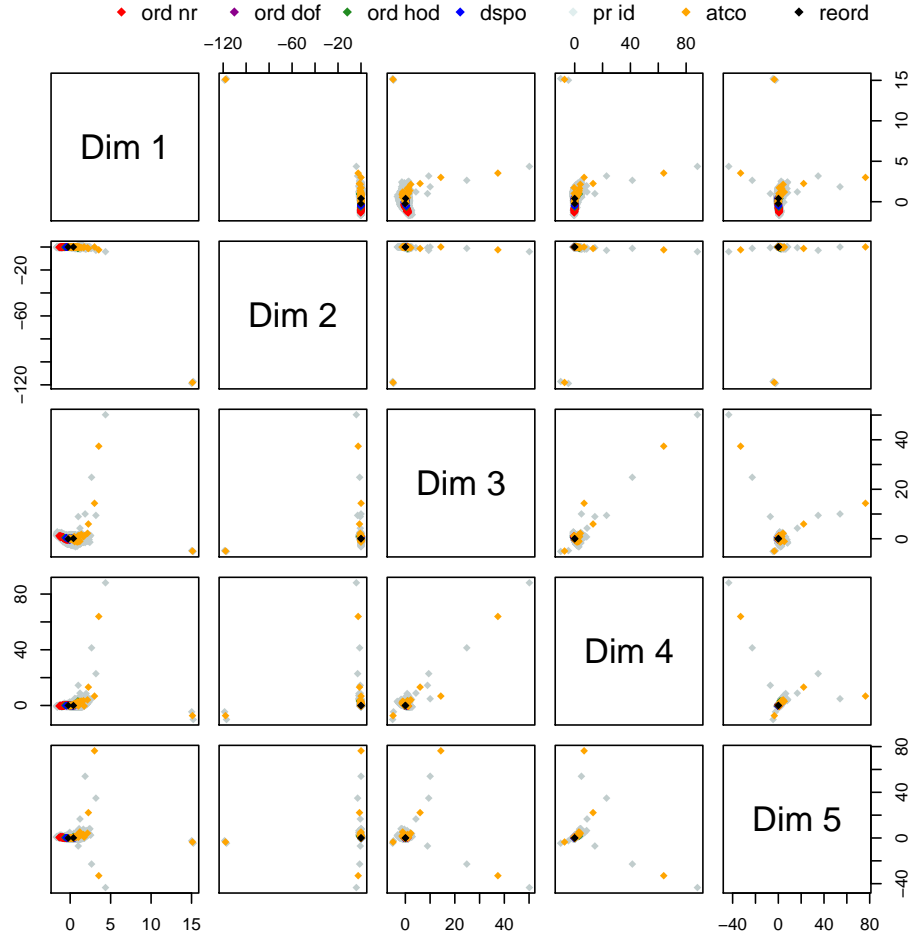 ord nr ord dof ord hod dspo pr id atco reord
−120 −60 −20 0 40 80
Dim 1
0 5 10 15
−120 −60 −20
Dim 2
Dim 3
0 20 40
0 40 80
Dim 4
Dim 5
−40 0 40 80
0 5 10 15 0 20 40 −40 0 40 80